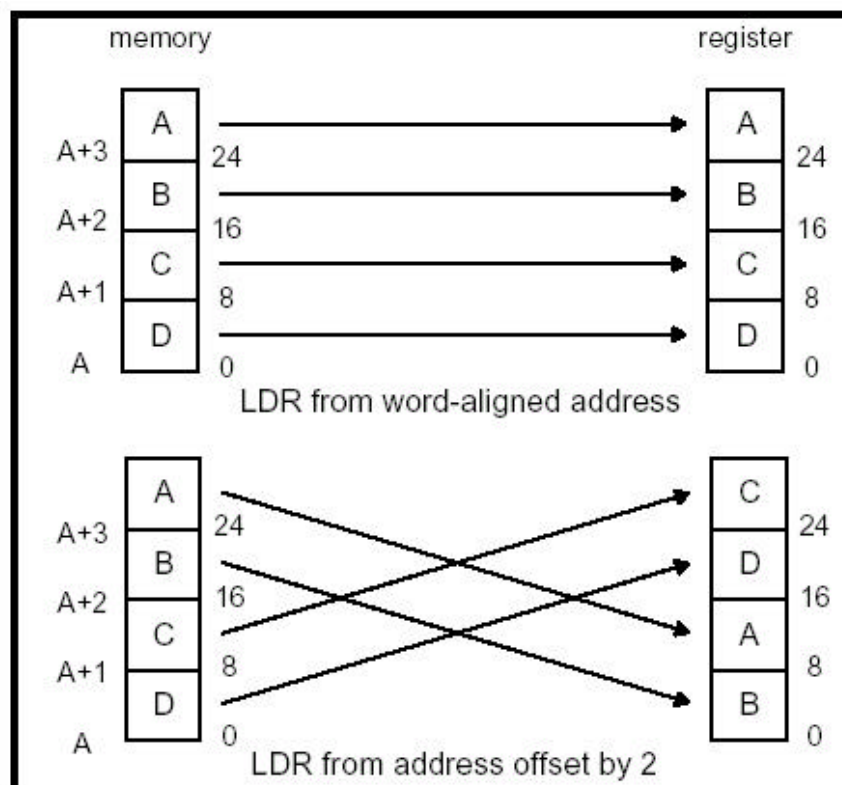 memory register
A A
A+3 24 24
B B
A+2 16 16
C C
A+1 8 8
D D
A 0 0
LDR from word-aligned address
A C
A+3 24 24
B D
A+2 16 16
C A
A+1 8 8
D B
A 0 0
LDR from address offset by 2